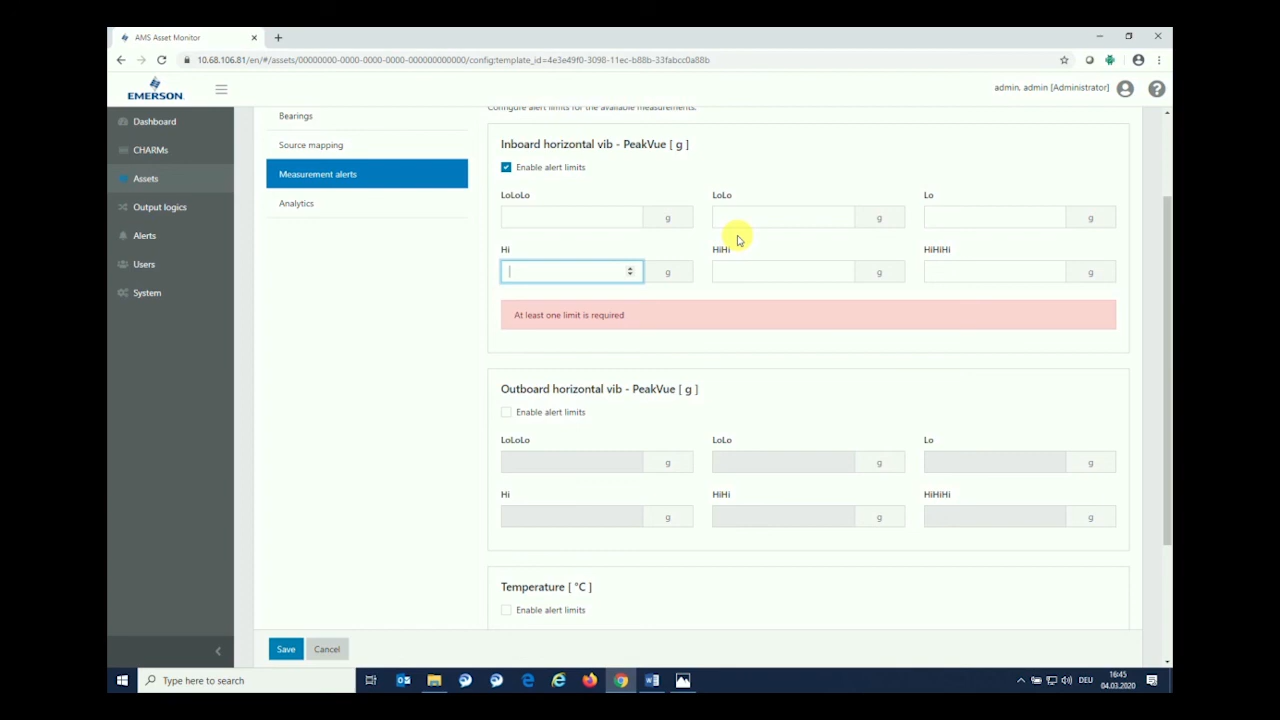 AMS Asset Monitor
10.68.106.81/en/#/assets/00000000-0000-0000-0000-000000000000/config;template_id=4e3e49f0-3098-11ec-b88b-33fabcc0a88b
EMERSON
admin, admin [Administrator]
Dashboard
CHARMs
Assets
Output logics
Alerts
Users
System
Bearings
Source mapping
Measurement alerts
Analytics
Configure alert limits for the available measurements.
Inboard horizontal vib - PeakVue [ g ]
Enable alert limits
LoLoLo LoLo Lo
g g g
Hi HiHi HiHiHi
g g g
At least one limit is required
Outboard horizontal vib - PeakVue [ g ]
Enable alert limits
LoLoLo LoLo Lo
g g g
Hi HiHi HiHiHi
g g g
Temperature [ °C ]
Enable alert limits
Save Cancel
Type here to search
DEU
16:45
04.03.2020